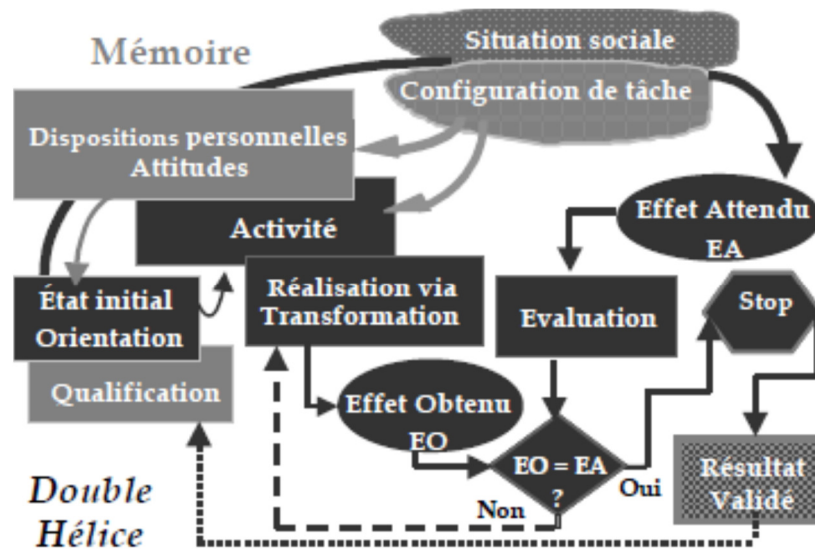 Mémoire
Situation sociale
Configuration de tâche
Dispositions personnelles
Attitudes
Activité
Effet Attendu
EA
État initial
Orientation
Réalisation via
Transformation
Evaluation
Stop
Qualification
Effet Obtenu
EO
EO = EA
?
Non
Oui
Résultat
Validé
Double
Hélice